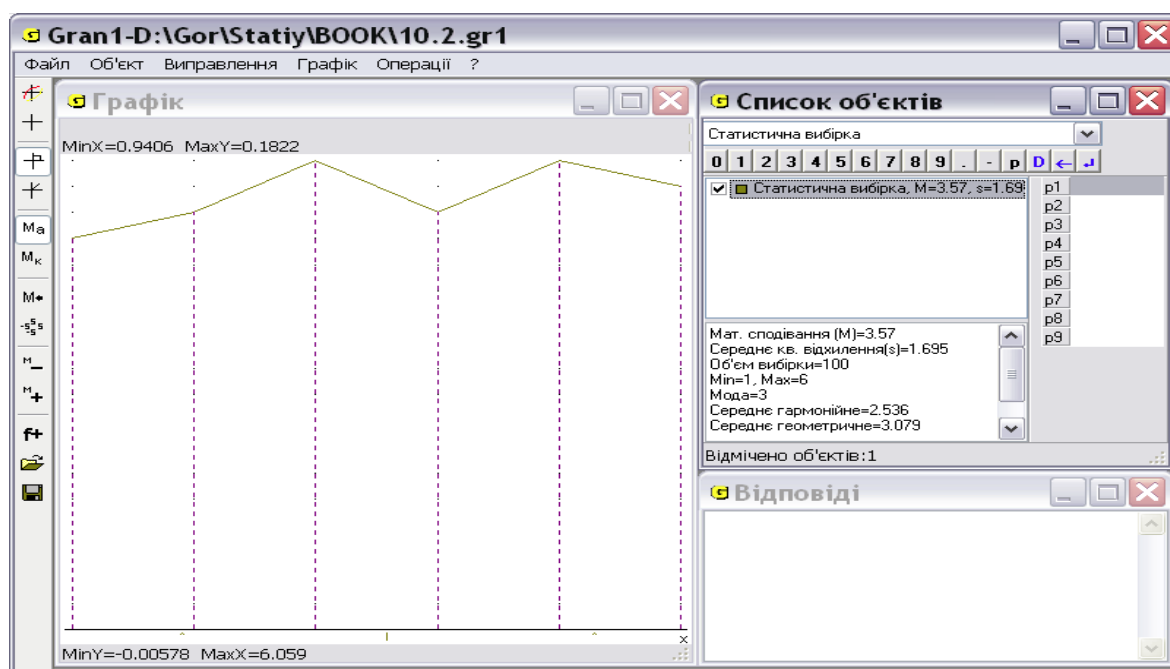 Gran1-D:\Gor\Statiy\BOOK\10.2.gr1
Файл Об'єкт Виправлення Графік Операції ?
Графік
MinX=0.9406 MaxY=0.1822
x
MinY=-0.00578 MaxX=6.059
Ma
Мк
M
-s s s s
M
M +
f+
Список об'єктів
Статистична вибірка
0 1 2 3 4 5 6 7 8 9 . - p D
Статистична вибірка, M=3.57, s=1.69
p1
p2
p3
p4
p5
p6
p7
p8
p9
Мат. сподівання (M)=3.57
Середнє кв. відхилення(s)=1.695
Об'єм вибірки=100
Min=1, Max=6
Мода=3
Середнє гармонійне=2.536
Середнє геометричне=3.079
Відмічено об'єктів:1
Відповіді